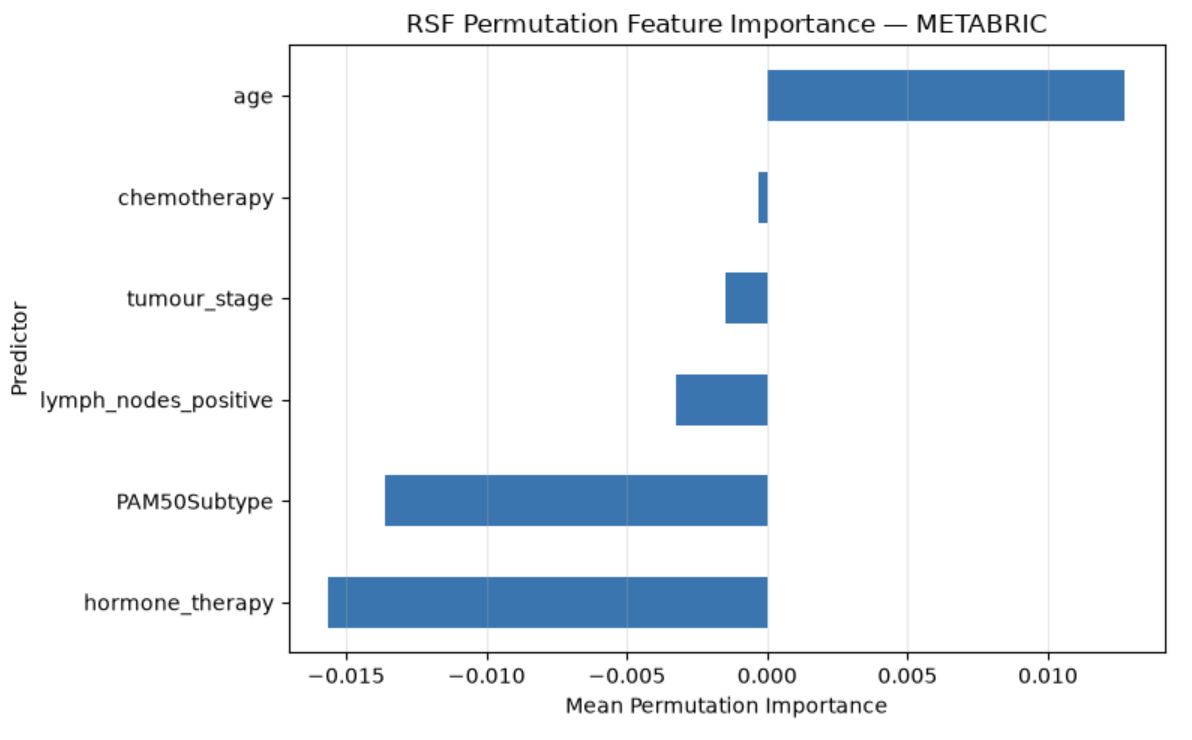 RSF Permutation Feature Importance — METABRIC
age
chemotherapy
tumour_stage
lymph_nodes_positive
PAM50Subtype
hormone_therapy
Predictor
−0.015 −0.010 −0.005 0.000 0.005 0.010
Mean Permutation Importance